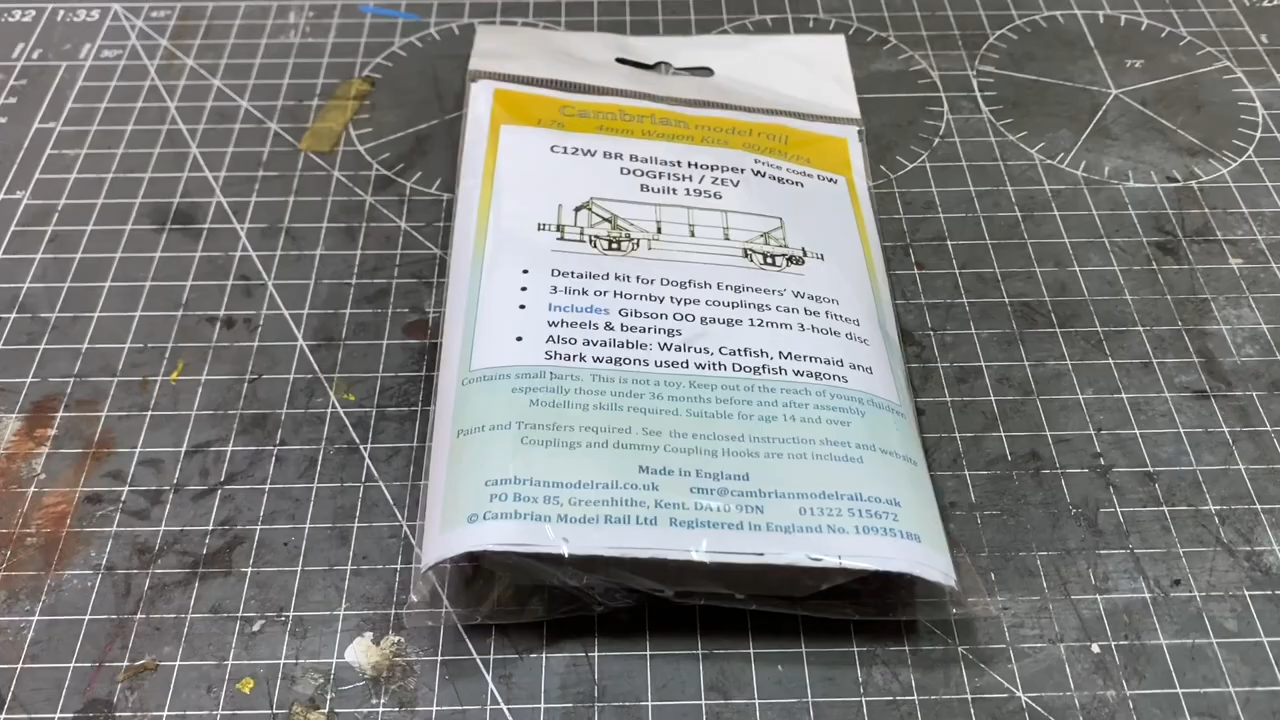 :32 1:35
45°
30°
Cambrian model rail
1:76 4mm Wagon Kits OO/EM/P4
Price code DW
C12W BR Ballast Hopper Wagon
DOGFISH / ZEV
Built 1956
• Detailed kit for Dogfish Engineers' Wagon
• 3-link or Hornby type couplings can be fitted
• Includes Gibson OO gauge 12mm 3-hole disc
wheels & bearings
• Also available: Walrus, Catfish, Mermaid and
Shark wagons used with Dogfish wagons
Contains small parts. This is not a toy. Keep out of the reach of young children
especially those under 36 months before and after assembly
Modelling skills required. Suitable for age 14 and over
Paint and Transfers required . See the enclosed instruction sheet and website
Couplings and dummy Coupling Hooks are not included
Made in England
cambrianmodelrail.co.uk cmr@cambrianmodelrail.co.uk
PO Box 85, Greenhithe, Kent. DA10 9DN 01322 515672
© Cambrian Model Rail Ltd Registered in England No. 10935188